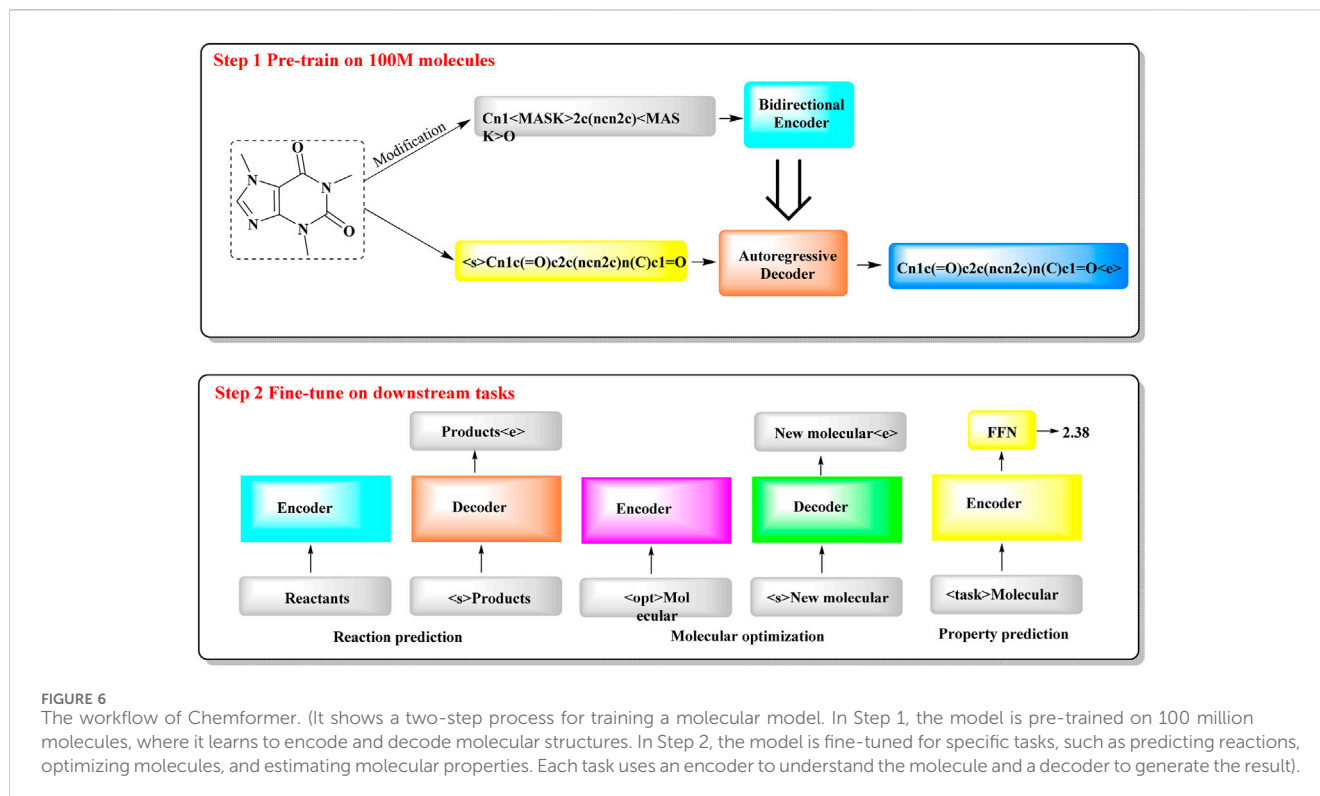 Step 1 Pre-train on 100M molecules
Cn1<MASK>2c(ncn2c)<MAS
K>O
Bidirectional
Encoder
Modification
O
N
N
N
N
O
<s>Cn1c(=O)c2c(ncn2c)n(C)c1=O
Autoregressive
Decoder
Cn1c(=O)c2c(ncn2c)n(C)c1=O<e>
Step 2 Fine-tune on downstream tasks
Products<e>
New molecular<e>
FFN
2.38
Encoder
Decoder
Encoder
Decoder
Encoder
Reactants
<s>Products
<opt>Mol
ecular
<s>New molecular
<task>Molecular
Reaction prediction
Molecular optimization
Property prediction
FIGURE 6
The workflow of Chemformer. (It shows a two-step process for training a molecular model. In Step 1, the model is pre-trained on 100 million
molecules, where it learns to encode and decode molecular structures. In Step 2, the model is fine-tuned for specific tasks, such as predicting reactions,
optimizing molecules, and estimating molecular properties. Each task uses an encoder to understand the molecule and a decoder to generate the result).